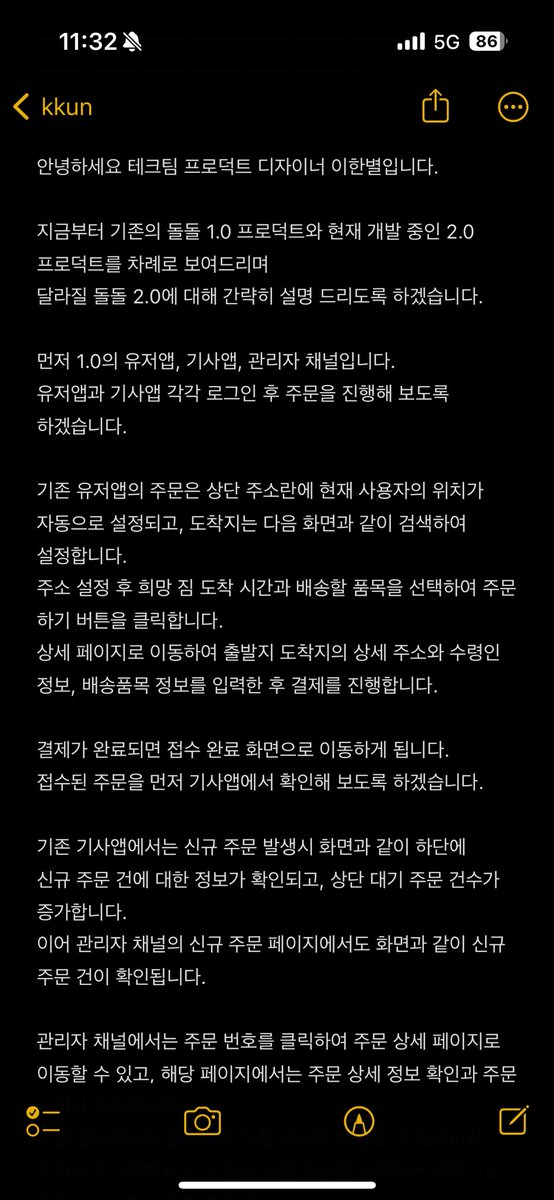 11:32
5G
86
kkun
안녕하세요 테크팀 프로덕트 디자이너 이한별입니다.
지금부터 기존의 돌돌 1.0 프로덕트와 현재 개발 중인 2.0
프로덕트를 차례로 보여드리며
달라질 돌돌 2.0에 대해 간략히 설명 드리도록 하겠습니다.
먼저 1.0의 유저앱, 기사앱, 관리자 채널입니다.
유저앱과 기사앱 각각 로그인 후 주문을 진행해 보도록
하겠습니다.
기존 유저앱의 주문은 상단 주소란에 현재 사용자의 위치가
자동으로 설정되고, 도착지는 다음 화면과 같이 검색하여
설정합니다.
주소 설정 후 희망 짐 도착 시간과 배송할 품목을 선택하여 주문
하기 버튼을 클릭합니다.
상세 페이지로 이동하여 출발지 도착지의 상세 주소와 수령인
정보, 배송품목 정보를 입력한 후 결제를 진행합니다.
결제가 완료되면 접수 완료 화면으로 이동하게 됩니다.
접수된 주문을 먼저 기사앱에서 확인해 보도록 하겠습니다.
기존 기사앱에서는 신규 주문 발생시 화면과 같이 하단에
신규 주문 건에 대한 정보가 확인되고, 상단 대기 주문 건수가
증가합니다.
이어 관리자 채널의 신규 주문 페이지에서도 화면과 같이 신규
주문 건이 확인됩니다.
관리자 채널에서는 주문 번호를 클릭하여 주문 상세 페이지로
이동할 수 있고, 해당 페이지에서는 주문 상세 정보 확인과 주문